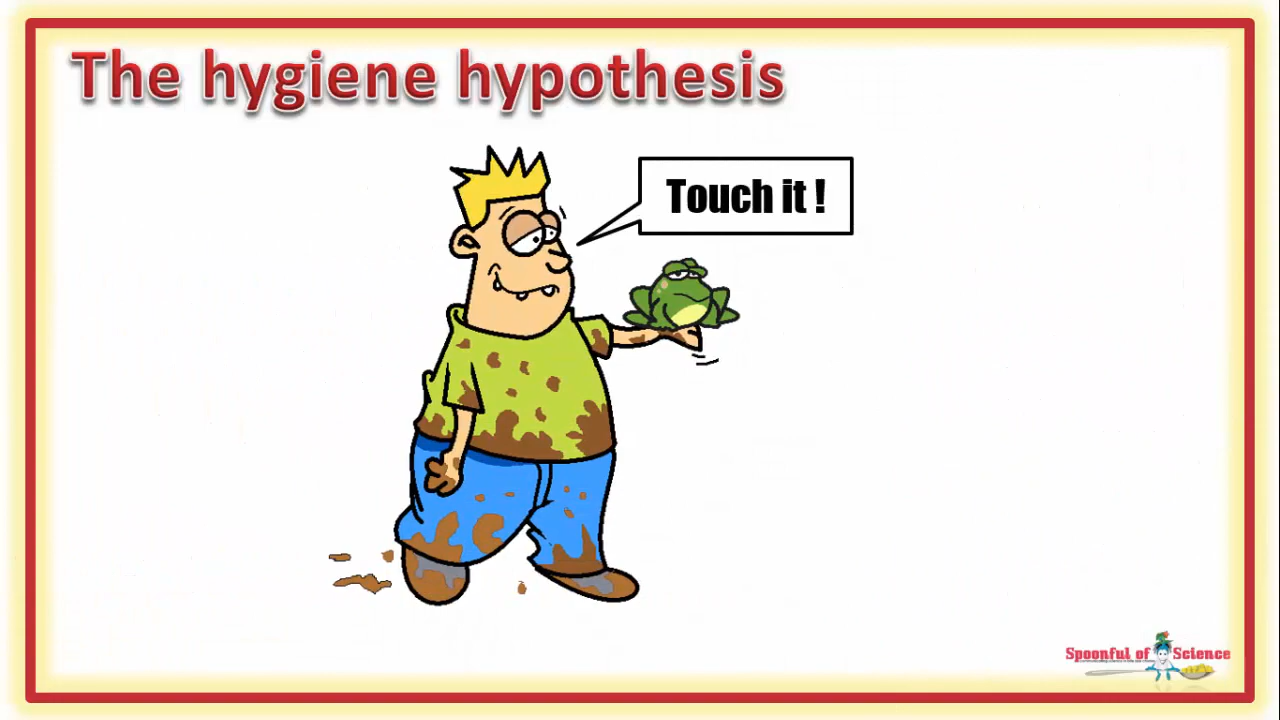 The hygiene hypothesis
Touch it !
Spoonful of Science